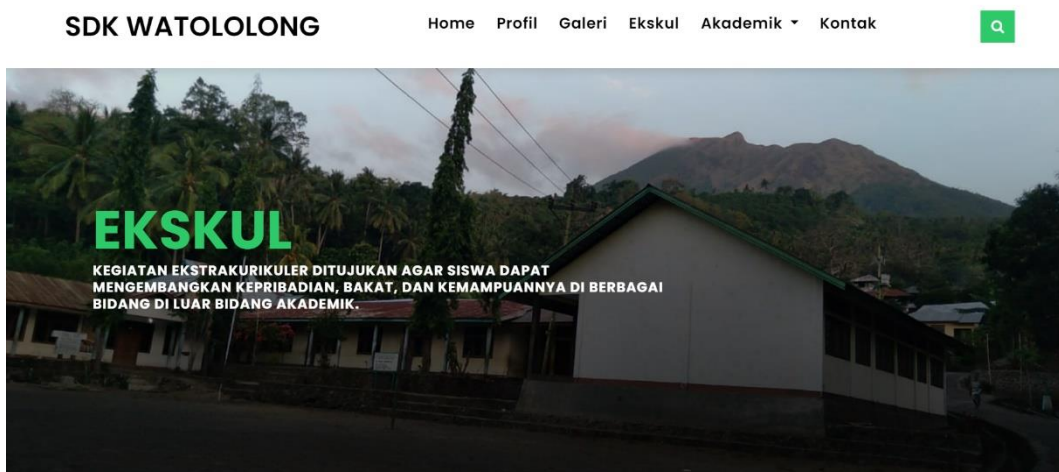 SDK WATOLOLONG
Home Profil Galeri Ekskul Akademik Kontak
EKSKUL
KEGIATAN EKSTRAKURIKULER DITUJUKAN AGAR SISWA DAPAT
MENGEMBANGKAN KEPRIBADIAN, BAKAT, DAN KEMAMPUANNYA DI BERBAGAI
BIDANG DI LUAR BIDANG AKADEMIK.